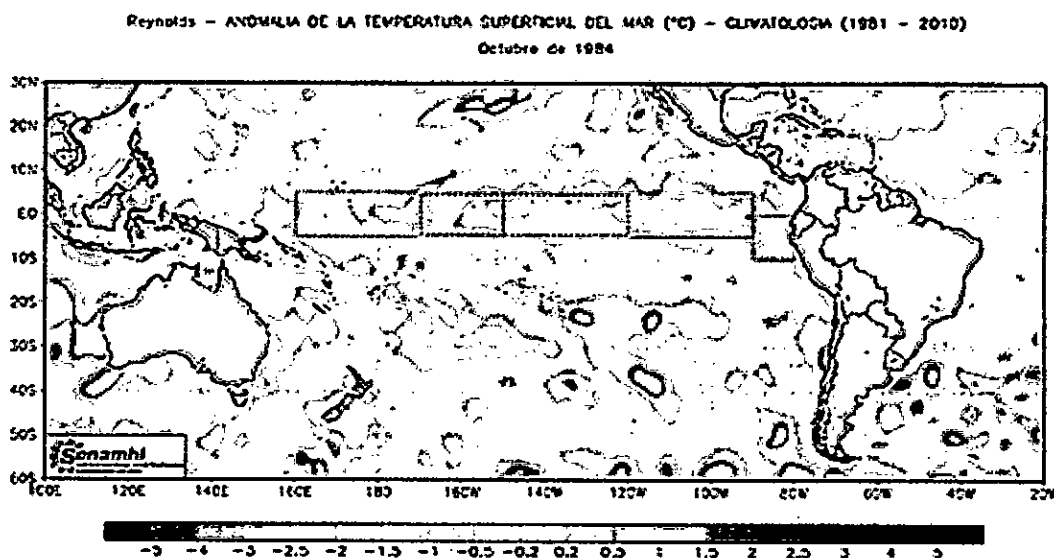 Reynolds - ANOMALIA DE LA TEMPERATURA SUPERFICIAL DEL MAR (°C) - CLIMATOLOGIA (1981 - 2010)
Octubre de 1984
30N
20N
10N
EQ
10S
20S
30S
40S
50S
60S
Senamhi
100E 120E 140E 160E 180 160W 140W 120W 100W 80W 60W 40W 20W
-5 -4 -3 -2.5 -2 -1.5 -1 -0.5 -0.2 0.2 0.5 1 1.5 2 2.5 3 4 5